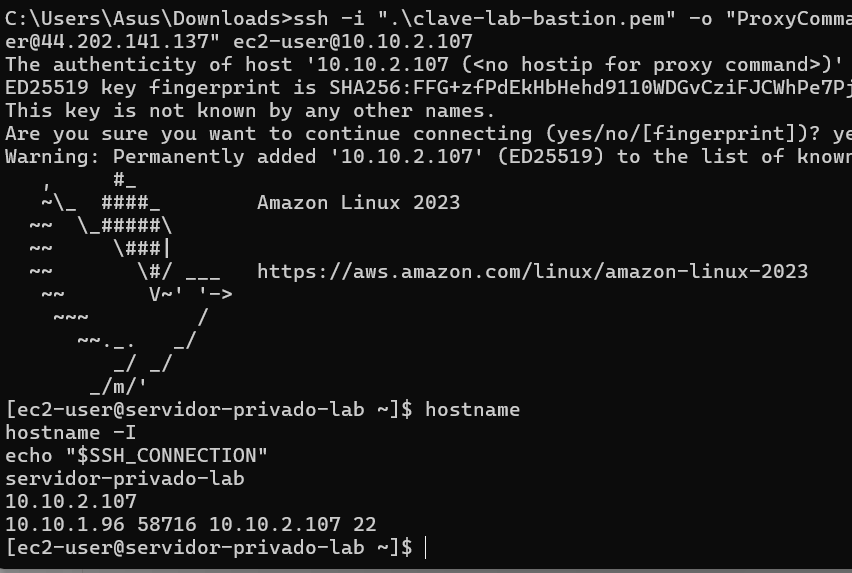 C:\Users\Asus\Downloads>ssh -i ".\clave-lab-bastion.pem" -o "ProxyComma
er@44.202.141.137" ec2-user@10.10.2.107
The authenticity of host '10.10.2.107 (<no hostip for proxy command>)'
ED25519 key fingerprint is SHA256:FFG+zfPdEkHbHehd9110WDGvCziFJCWhPe7Pj
This key is not known by any other names.
Are you sure you want to continue connecting (yes/no/[fingerprint])? ye
Warning: Permanently added '10.10.2.107' (ED25519) to the list of known
   ,     #_
   ~\_  ####_        Amazon Linux 2023
  ~~  \_#####\
  ~~     \###|
  ~~       \#/ ___   https://aws.amazon.com/linux/amazon-linux-2023
   ~~       V~' '->
    ~~~         /
      ~~._.   _/
         _/ _/
       _/m/'
[ec2-user@servidor-privado-lab ~]$ hostname
hostname -I
echo "$SSH_CONNECTION"
servidor-privado-lab
10.10.2.107
10.10.1.96 58716 10.10.2.107 22
[ec2-user@servidor-privado-lab ~]$